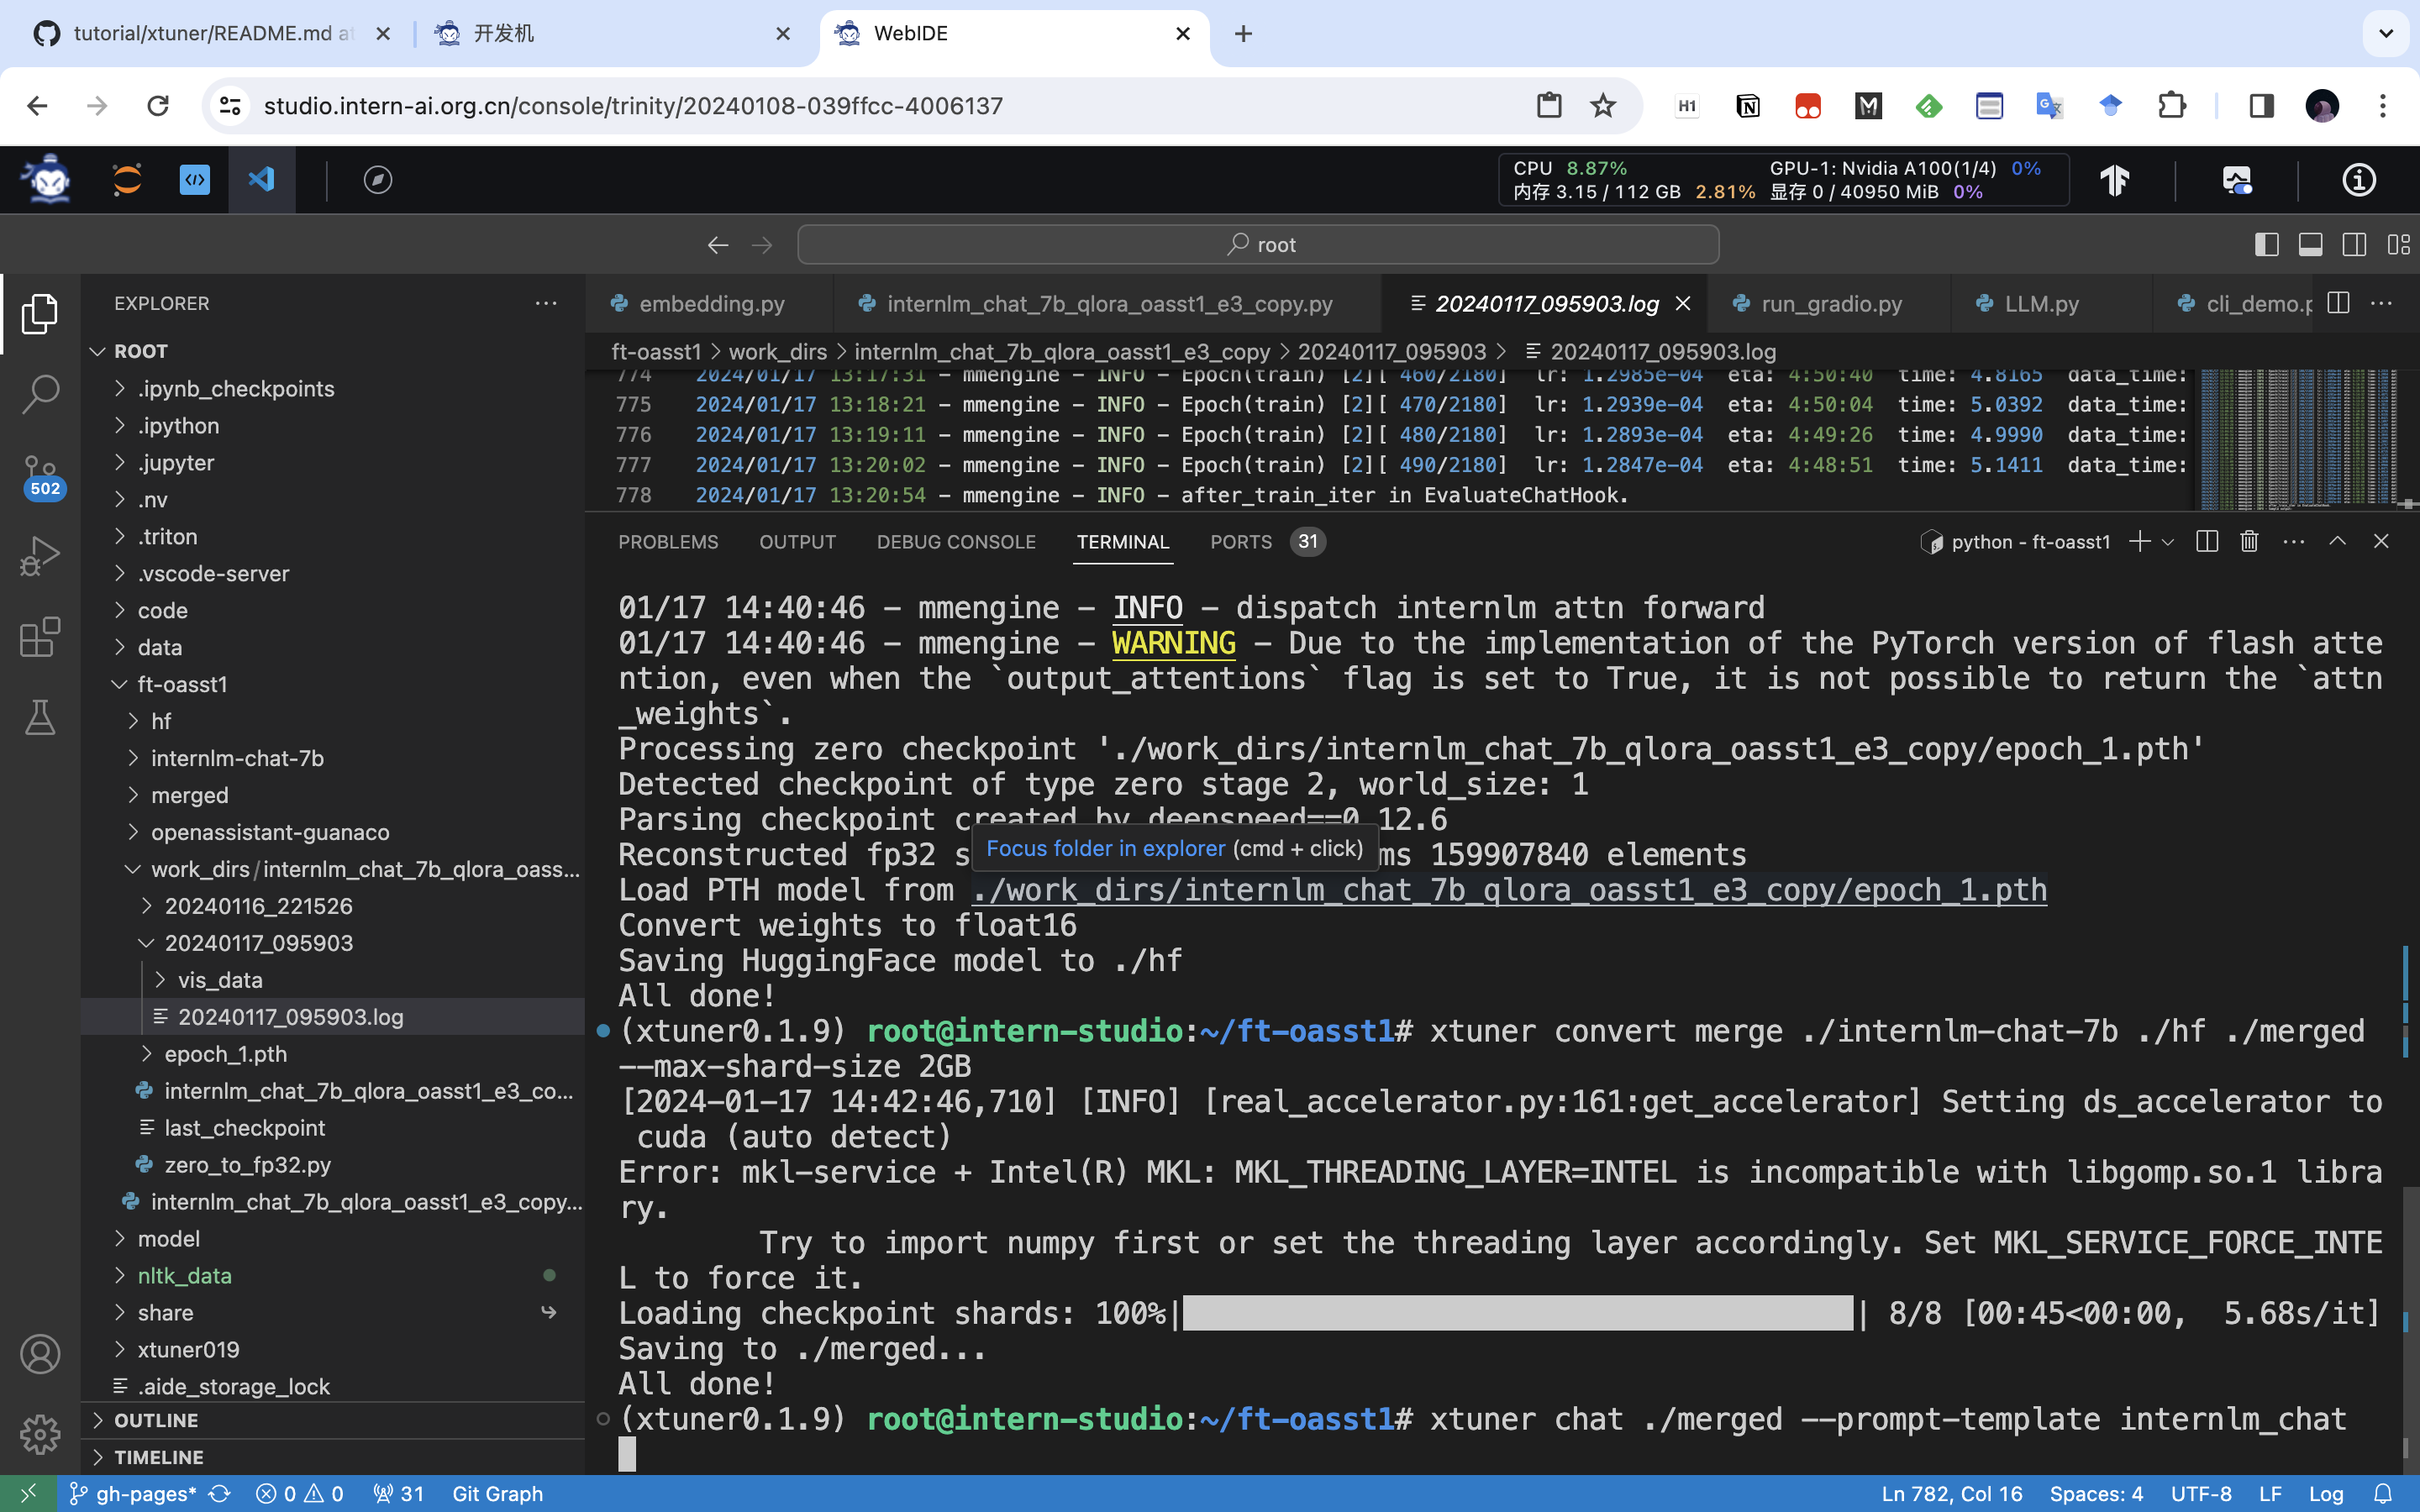 tutorial/xtuner/README.md at
开发机
WebIDE
studio.intern-ai.org.cn/console/trinity/20240108-039ffcc-4006137
H1
CPU 8.87% GPU-1: Nvidia A100(1/4) 0%
内存 3.15 / 112 GB 2.81% 显存 0 / 40950 MiB 0%
root
EXPLORER
ROOT
.ipynb_checkpoints
.ipython
.jupyter
.nv
.triton
.vscode-server
code
data
ft-oasst1
hf
internlm-chat-7b
merged
openassistant-guanaco
work_dirs/internlm_chat_7b_qlora_oass...
20240116_221526
20240117_095903
vis_data
20240117_095903.log
epoch_1.pth
internlm_chat_7b_qlora_oasst1_e3_co...
last_checkpoint
zero_to_fp32.py
internlm_chat_7b_qlora_oasst1_e3_copy...
model
nltk_data
share
xtuner019
.aide_storage_lock
OUTLINE
TIMELINE
502
embedding.py internlm_chat_7b_qlora_oasst1_e3_copy.py 20240117_095903.log run_gradio.py LLM.py cli_demo.p
ft-oasst1 > work_dirs > internlm_chat_7b_qlora_oasst1_e3_copy > 20240117_095903 > 20240117_095903.log
774 2024/01/17 13:17:31 - mmengine - INFO - Epoch(train) [2][ 460/2180] lr: 1.2985e-04 eta: 4:50:40 time: 4.8165 data_time:
775 2024/01/17 13:18:21 - mmengine - INFO - Epoch(train) [2][ 470/2180] lr: 1.2939e-04 eta: 4:50:04 time: 5.0392 data_time:
776 2024/01/17 13:19:11 - mmengine - INFO - Epoch(train) [2][ 480/2180] lr: 1.2893e-04 eta: 4:49:26 time: 4.9990 data_time:
777 2024/01/17 13:20:02 - mmengine - INFO - Epoch(train) [2][ 490/2180] lr: 1.2847e-04 eta: 4:48:51 time: 5.1411 data_time:
778 2024/01/17 13:20:54 - mmengine - INFO - after_train_iter in EvaluateChatHook.
PROBLEMS OUTPUT DEBUG CONSOLE TERMINAL PORTS 31 python - ft-oasst1
01/17 14:40:46 - mmengine - INFO - dispatch internlm attn forward
01/17 14:40:46 - mmengine - WARNING - Due to the implementation of the PyTorch version of flash atte
ntion, even when the `output_attentions` flag is set to True, it is not possible to return the `attn
_weights`.
Processing zero checkpoint './work_dirs/internlm_chat_7b_qlora_oasst1_e3_copy/epoch_1.pth'
Detected checkpoint of type zero stage 2, world_size: 1
Parsing checkpoint created by deepspeed==0.12.6
Focus folder in explorer (cmd + click)
Reconstructed fp32 s ms 159907840 elements
Load PTH model from ./work_dirs/internlm_chat_7b_qlora_oasst1_e3_copy/epoch_1.pth
Convert weights to float16
Saving HuggingFace model to ./hf
All done!
(xtuner0.1.9) root@intern-studio:~/ft-oasst1# xtuner convert merge ./internlm-chat-7b ./hf ./merged
--max-shard-size 2GB
[2024-01-17 14:42:46,710] [INFO] [real_accelerator.py:161:get_accelerator] Setting ds_accelerator to
cuda (auto detect)
Error: mkl-service + Intel(R) MKL: MKL_THREADING_LAYER=INTEL is incompatible with libgomp.so.1 libra
ry.
Try to import numpy first or set the threading layer accordingly. Set MKL_SERVICE_FORCE_INTE
L to force it.
Loading checkpoint shards: 100%| | 8/8 [00:45<00:00, 5.68s/it]
Saving to ./merged...
All done!
(xtuner0.1.9) root@intern-studio:~/ft-oasst1# xtuner chat ./merged --prompt-template internlm_chat
gh-pages* 0 0 31 Git Graph Ln 782, Col 16 Spaces: 4 UTF-8 LF Log